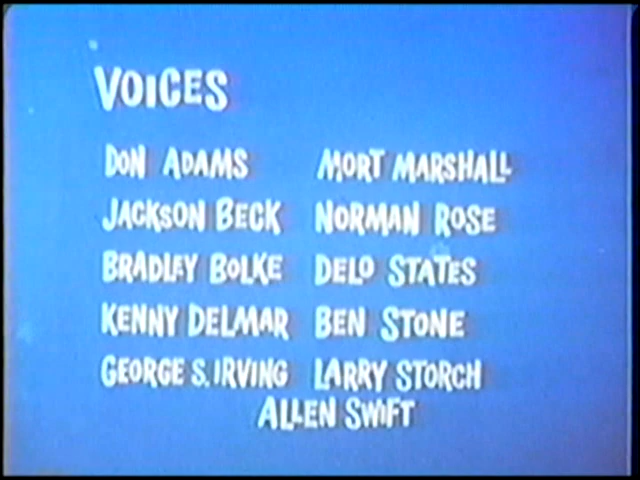 VOICES
DON ADAMS MORT MARSHALL
JACKSON BECK NORMAN ROSE
BRADLEY BOLKE DELO STATES
KENNY DELMAR BEN STONE
GEORGE S. IRVING LARRY STORCH
ALLEN SWIFT